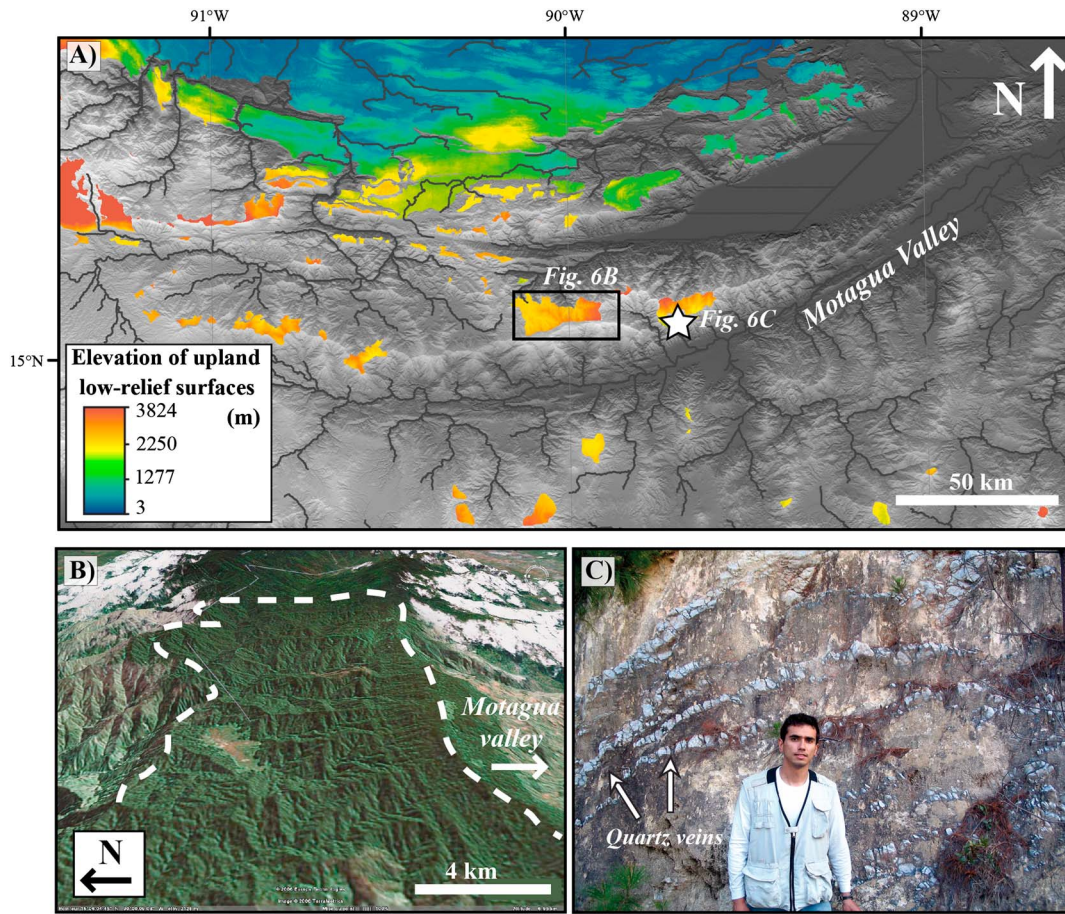 91°W
90°W
89°W
A)
N
Fig. 6B
Fig. 6C
Motagua Valley
15°N
Elevation of upland
low-relief surfaces
(m)
3824
2250
1277
3
50 km
B)
Motagua
valley
N
4 km
C)
Quartz veins